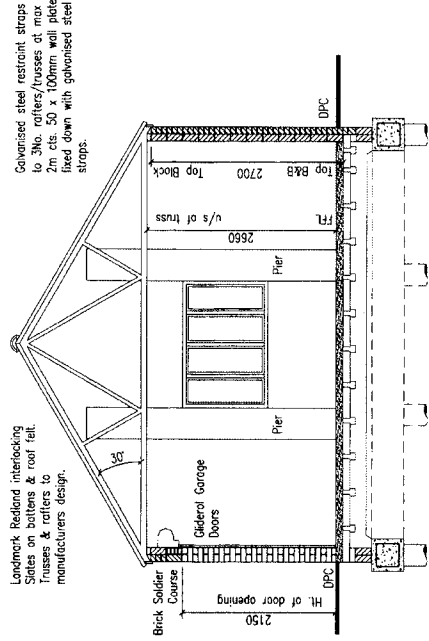 Landmark Redland interlocking
Slates on battens & roof felt.
Trusses & rafters to
manufacturers design.
Galvanised steel restraint straps
to 3No. rafters/trusses at max
2m cts. 50 x 100mm wall plate
fixed down with galvanised steel
straps.
30°
Brick Soldier
Course
Gliderol Garage
Doors
Pier
Pier
2660
u/s of truss
FFL
Top Block
2700
Top B&B
2150
Ht. of door opening
DPC
DPC